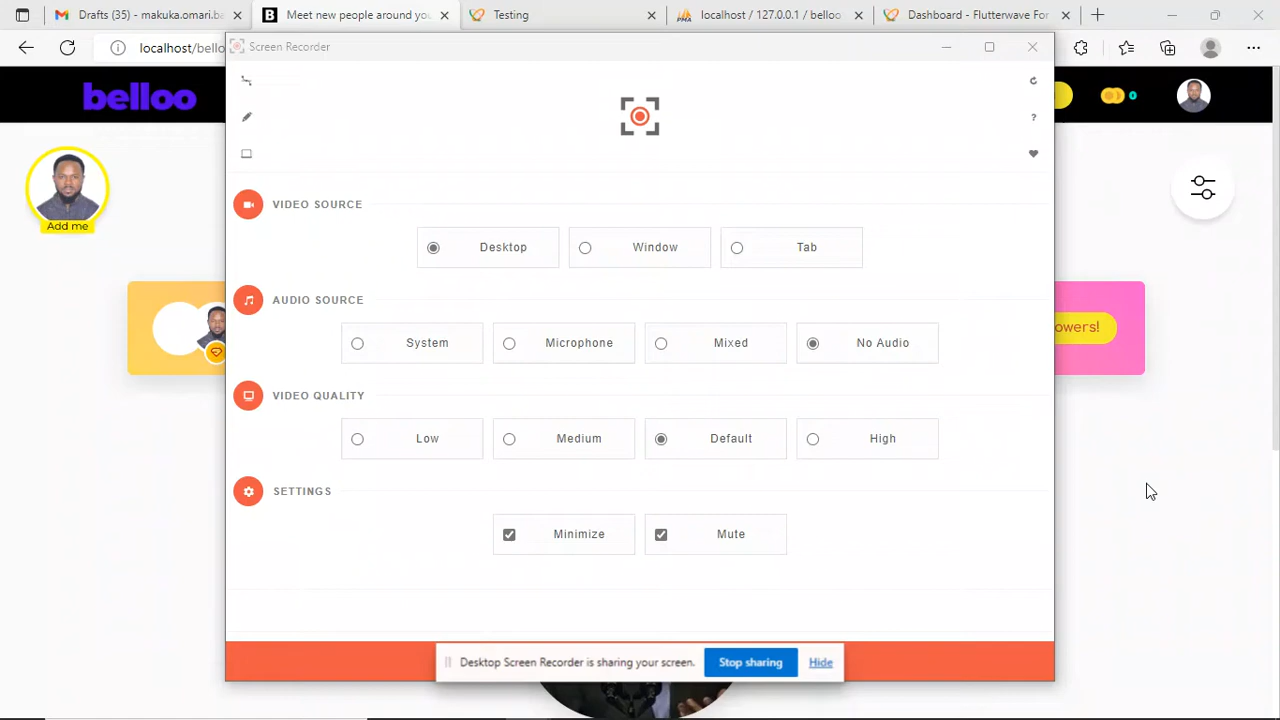 Drafts (35) - makuka.omari.ba
Meet new people around you
Testing
localhost / 127.0.0.1 / belloo
Dashboard - Flutterwave For
localhost/bello
Screen Recorder
belloo
0
?
Add me
VIDEO SOURCE
Desktop
Window
Tab
owers!
AUDIO SOURCE
System
Microphone
Mixed
No Audio
VIDEO QUALITY
Low
Medium
Default
High
SETTINGS
Minimize
Mute
Desktop Screen Recorder is sharing your screen.
Stop sharing
Hide